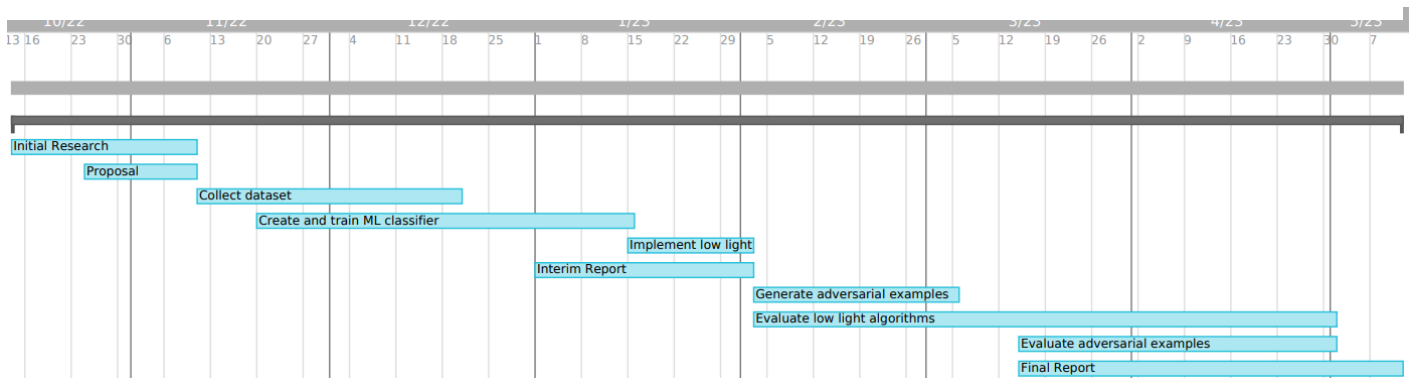 10/22 11/22 12/22 1/23 2/23 3/23 4/23 5/23
13 16 23 30 6 13 20 27 4 11 18 25 1 8 15 22 29 5 12 19 26 5 12 19 26 2 9 16 23 30 7
Initial Research
Proposal
Collect dataset
Create and train ML classifier
Implement low light
Interim Report
Generate adversarial examples
Evaluate low light algorithms
Evaluate adversarial examples
Final Report